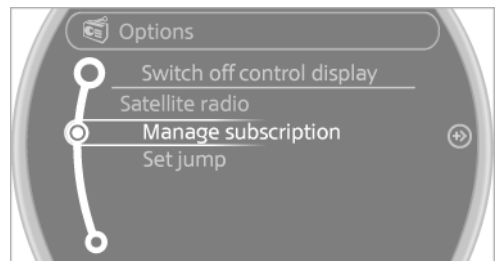 Options
Switch off control display
Satellite radio
Manage subscription
Set jump